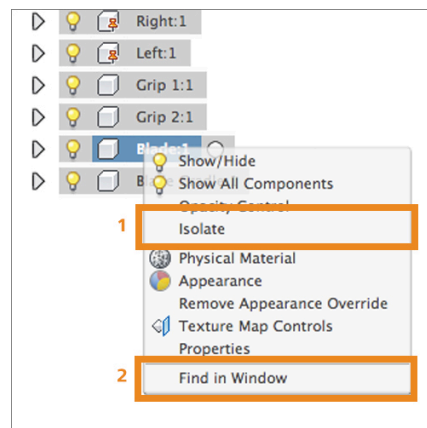 Right:1
Left:1
Grip 1:1
Grip 2:1
Blade:1
Show/Hide
Show All Components
Opacity Control
1
Isolate
Physical Material
Appearance
Remove Appearance Override
Texture Map Controls
Properties
2
Find in Window